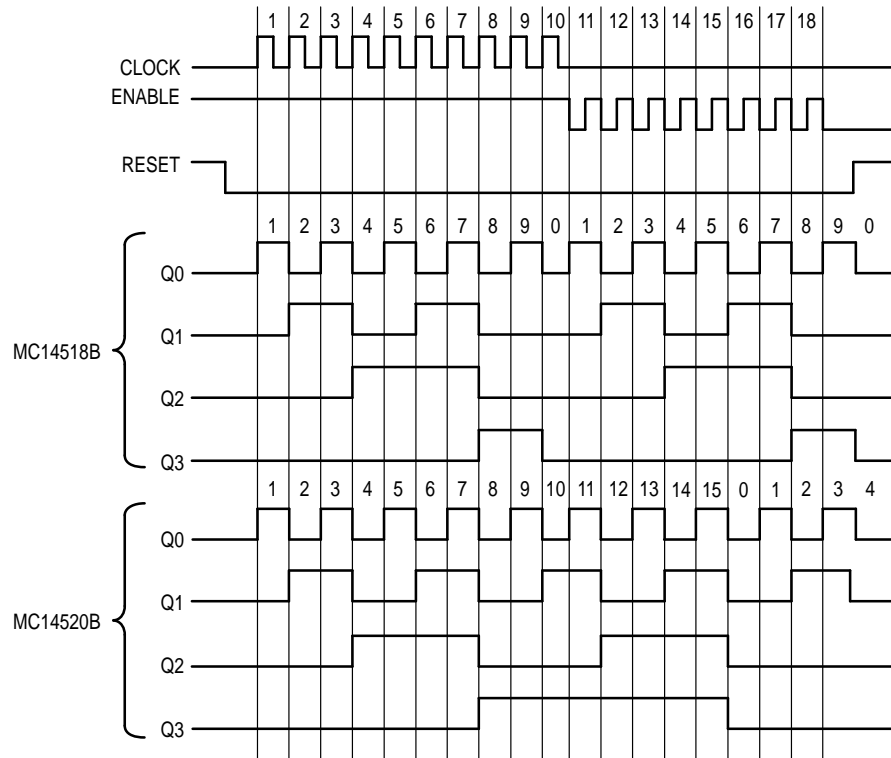 1 2 3 4 5 6 7 8 9 10 11 12 13 14 15 16 17 18
CLOCK
ENABLE
RESET
1 2 3 4 5 6 7 8 9 0 1 2 3 4 5 6 7 8 9 0
Q0
Q1
MC14518B
Q2
Q3
1 2 3 4 5 6 7 8 9 10 11 12 13 14 15 0 1 2 3 4
Q0
Q1
MC14520B
Q2
Q3